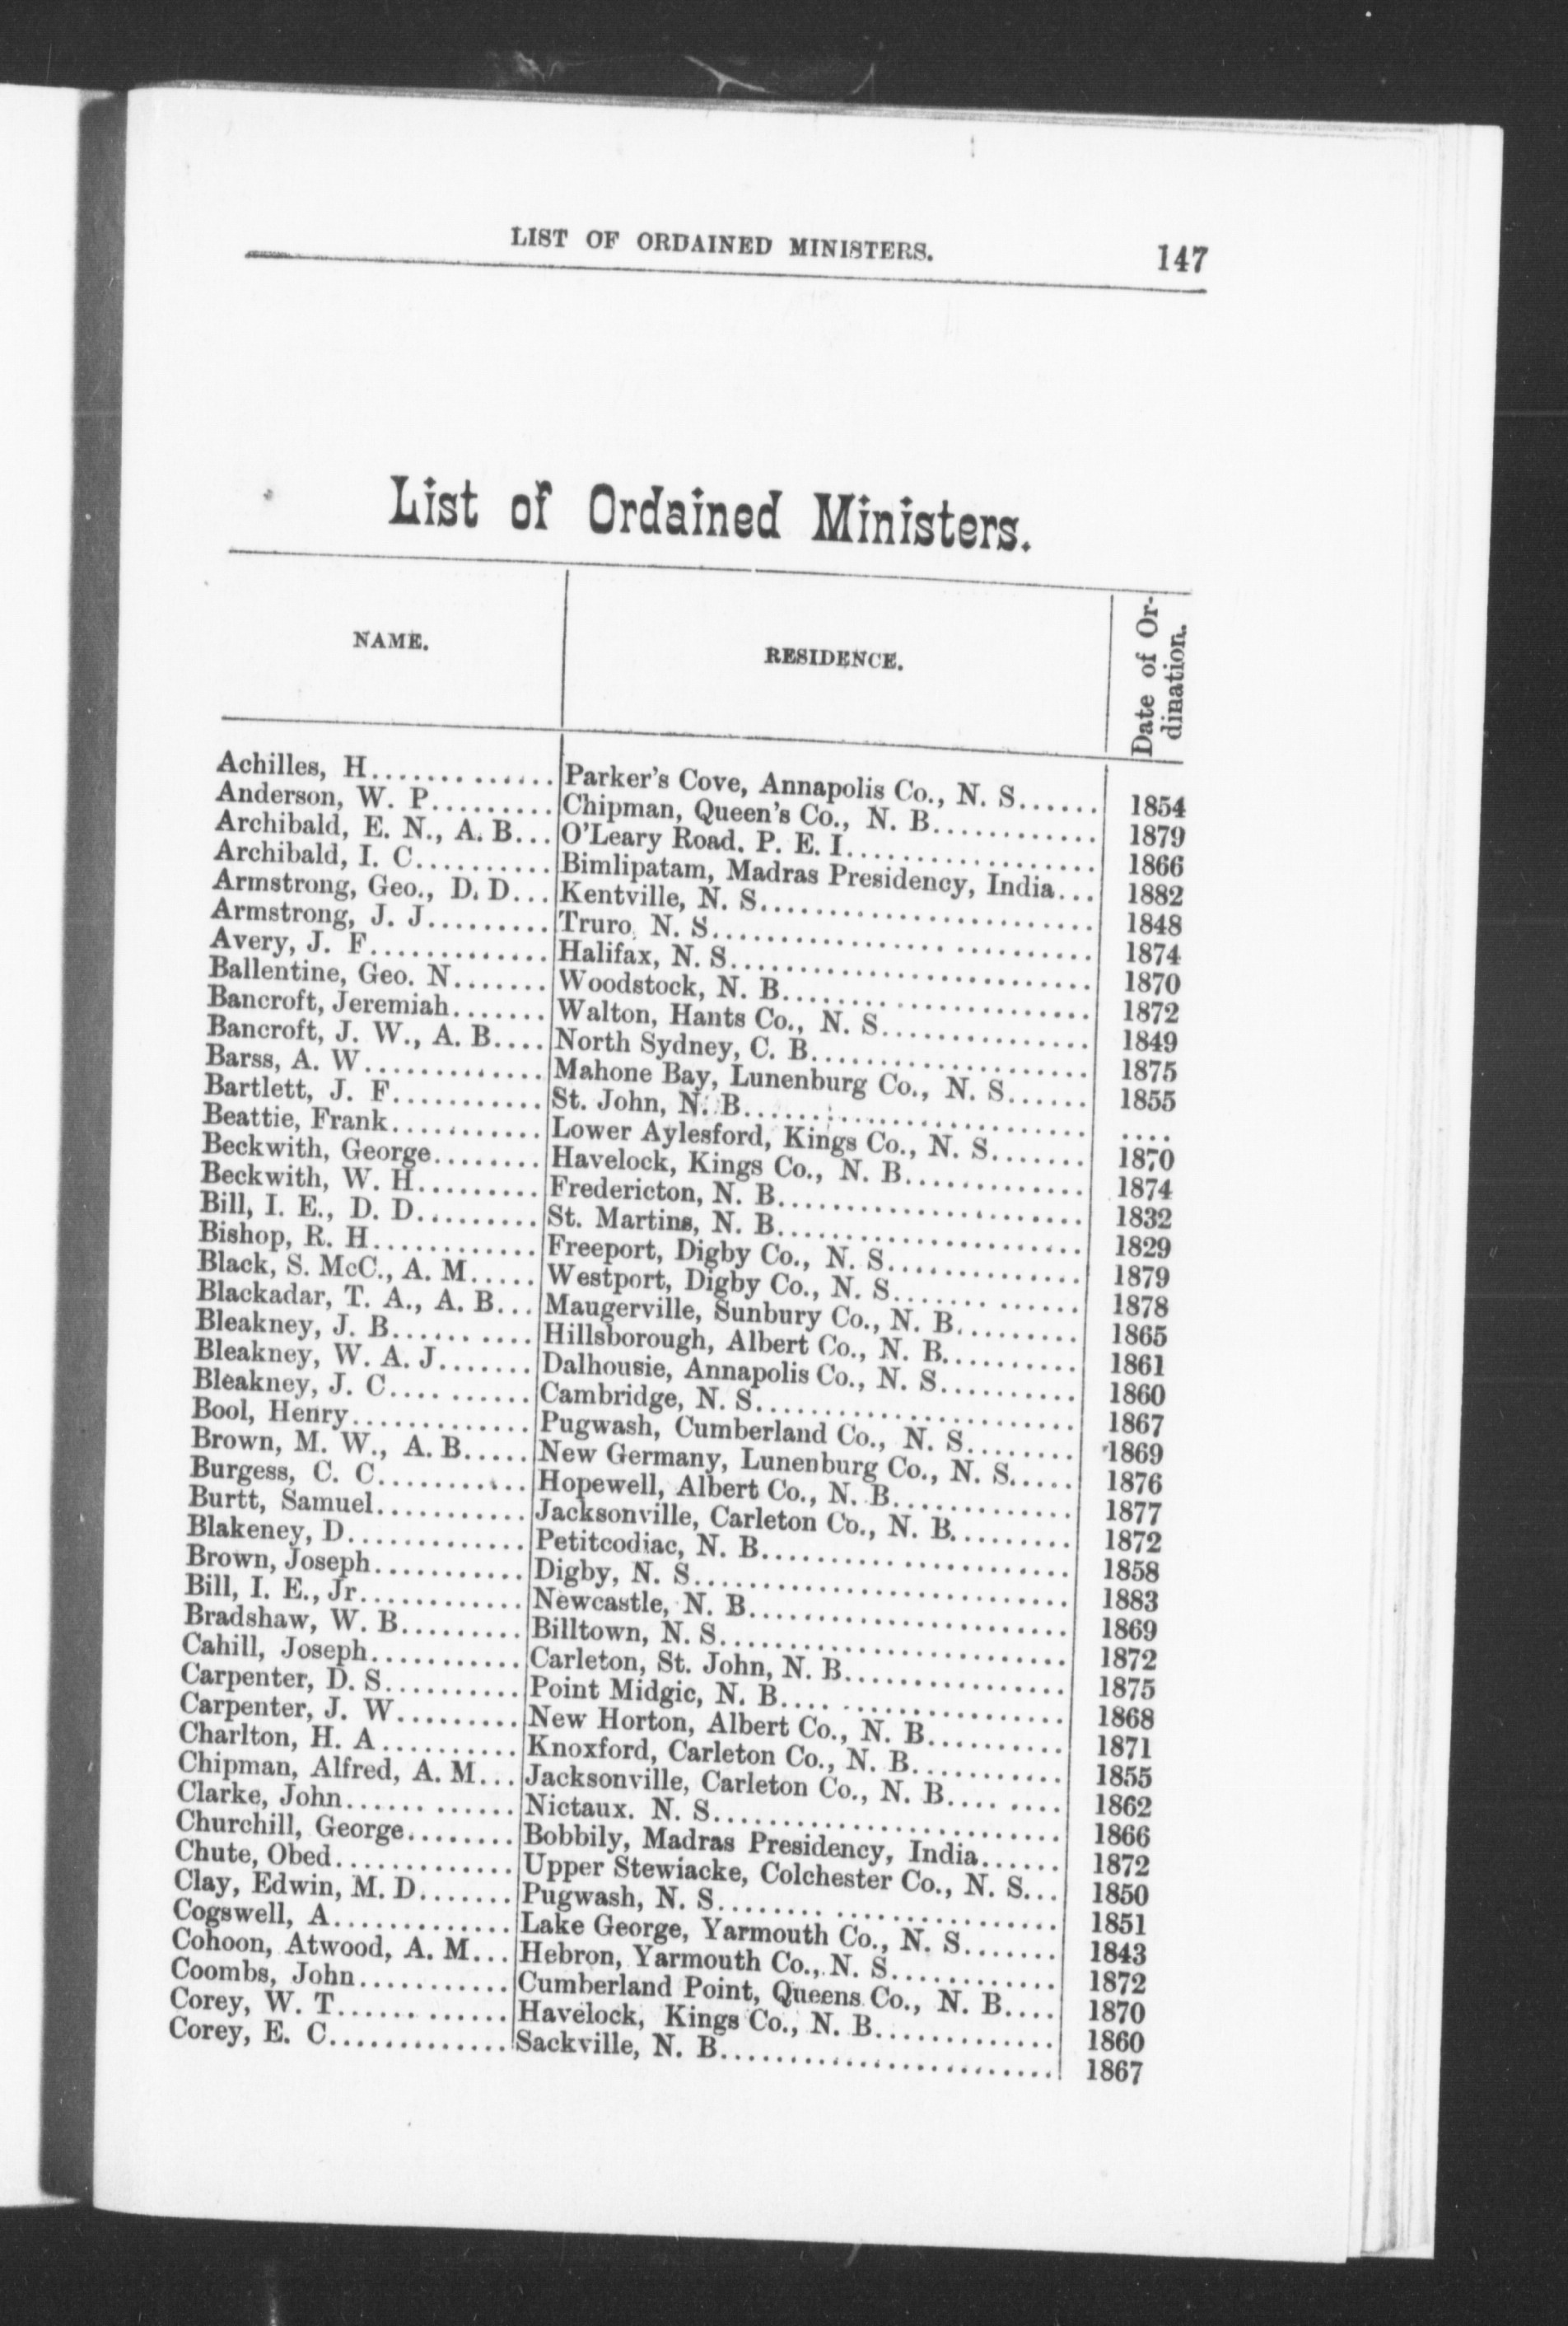 LIST OF ORDAINED MINISTERS. 147
List of Ordained Ministers.
NAME. RESIDENCE. Date of Or-
dination.
Achilles, H.............. Parker's Cove, Annapolis Co., N. S...... 1854
Anderson, W. P......... Chipman, Queen's Co., N. B............ 1879
Archibald, E. N., A. B... O'Leary Road. P. E. I.................. 1866
Archibald, I. C.......... Bimlipatam, Madras Presidency, India... 1882
Armstrong, Geo., D. D... Kentville, N. S........................ 1848
Armstrong, J. J......... Truro, N. S........................... 1874
Avery, J. F............. Halifax, N. S.......................... 1870
Ballentine, Geo. N....... Woodstock, N. B...................... 1872
Bancroft, Jeremiah....... Walton, Hants Co., N. S............... 1849
Bancroft, J. W., A. B.... North Sydney, C. B.................... 1875
Barss, A. W............. Mahone Bay, Lunenburg Co., N. S...... 1855
Bartlett, J. F........... St. John, N. B......................... ....
Beattie, Frank........... Lower Aylesford, Kings Co., N. S....... 1870
Beckwith, George........ Havelock, Kings Co., N. B............. 1874
Beckwith, W. H......... Fredericton, N. B...................... 1832
Bill, I. E., D. D......... St. Martins, N. B...................... 1829
Bishop, R. H............ Freeport, Digby Co., N. S.............. 1879
Black, S. McC., A. M..... Westport, Digby Co., N. S............. 1878
Blackadar, T. A., A. B... Maugerville, Sunbury Co., N. B......... 1865
Bleakney, J. B.......... Hillsborough, Albert Co., N. B.......... 1861
Bleakney, W. A. J....... Dalhousie, Annapolis Co., N. S.......... 1860
Bleakney, J. C.......... Cambridge, N. S....................... 1867
Bool, Henry............. Pugwash, Cumberland Co., N. S........ 1869
Brown, M. W., A. B..... New Germany, Lunenburg Co., N. S..... 1876
Burgess, C. C........... Hopewell, Albert Co., N. B............. 1877
Burtt, Samuel........... Jacksonville, Carleton Co., N. B......... 1872
Blakeney, D............. Petitcodiac, N. B...................... 1858
Brown, Joseph........... Digby, N. S........................... 1883
Bill, I. E., Jr............ Newcastle, N. B....................... 1869
Bradshaw, W. B......... Billtown, N. S......................... 1872
Cahill, Joseph........... Carleton, St. John, N. B................ 1875
Carpenter, D. S.......... Point Midgic, N. B.................... 1868
Carpenter, J. W......... New Horton, Albert Co., N. B.......... 1871
Charlton, H. A.......... Knoxford, Carleton Co., N. B........... 1855
Chipman, Alfred, A. M... Jacksonville, Carleton Co., N. B........ 1862
Clarke, John............ Nictaux. N. S......................... 1866
Churchill, George........ Bobbily, Madras Presidency, India...... 1872
Chute, Obed............. Upper Stewiacke, Colchester Co., N. S... 1850
Clay, Edwin, M. D....... Pugwash, N. S........................ 1851
Cogswell, A............. Lake George, Yarmouth Co., N. S....... 1843
Cohoon, Atwood, A. M... Hebron, Yarmouth Co., N. S............ 1872
Coombs, John........... Cumberland Point, Queens Co., N. B.... 1870
Corey, W. T............ Havelock, Kings Co., N. B............. 1860
Corey, E. C............. Sackville, N. B........................ 1867